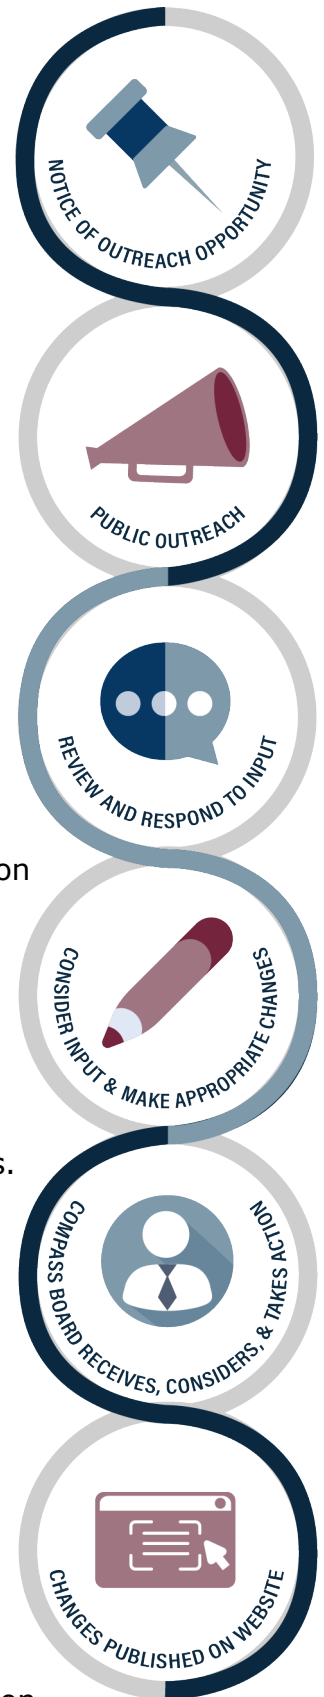 NOTICE OF OUTREACH OPPORTUNITY
PUBLIC OUTREACH
REVIEW AND RESPOND TO INPUT
on
CONSIDER INPUT & MAKE APPROPRIATE CHANGES
s.
COMPASS BOARD RECEIVES, CONSIDERS, & TAKES ACTION
CHANGES PUBLISHED ON WEBSITE